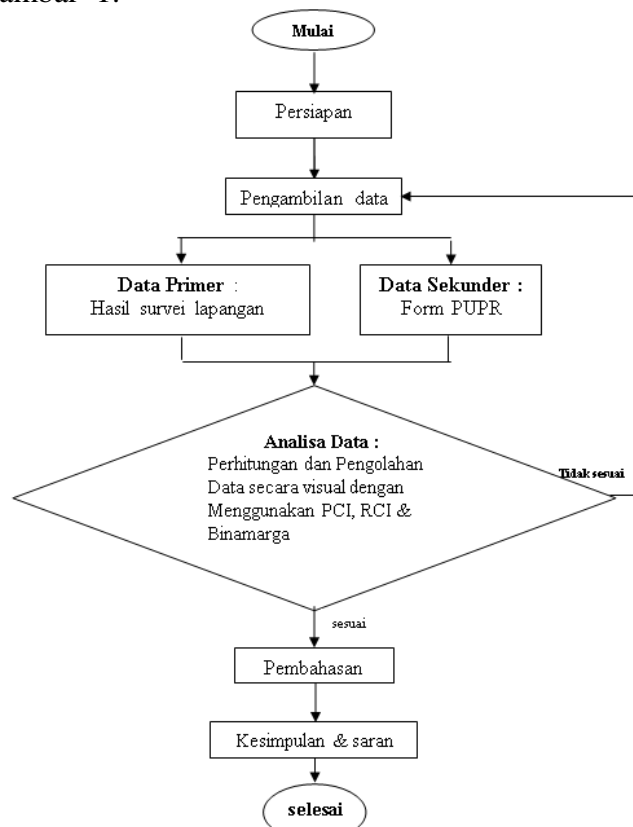 Mulai
Persiapan
Pengambilan data
Data Primer :
Hasil survei lapangan
Data Sekunder :
Form PUPR
Analisa Data :
Perhitungan dan Pengolahan
Data secara visual dengan
Menggunakan PCI, RCI &
Binamarga
Tidak sesuai
sesuai
Pembahasan
Kesimpulan & saran
selesai